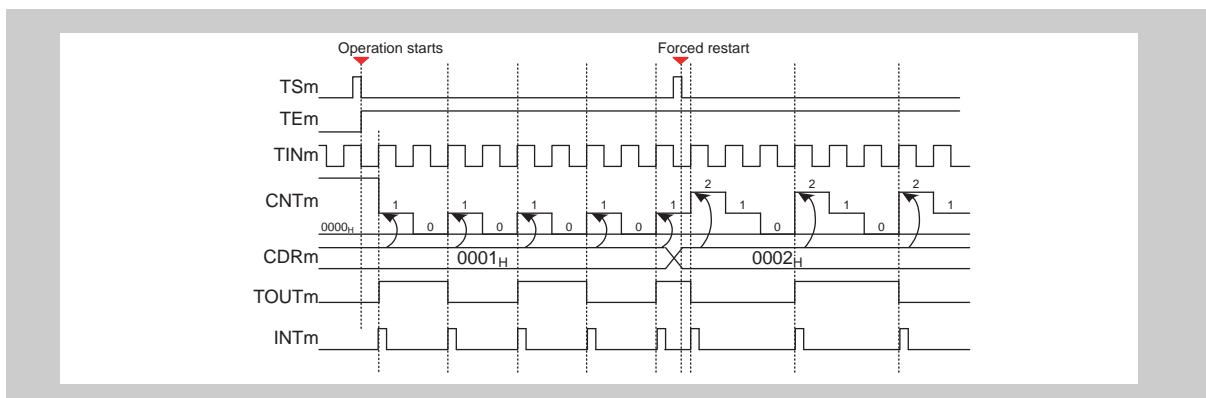 Operation starts Forced restart
TSm
TEm
TINm
CNTm 0000H 1 0 1 0 1 0 1 0 1 2 1 0 2 1 0 2 1
CDRm 0001H 0002H
TOUTm
INTm